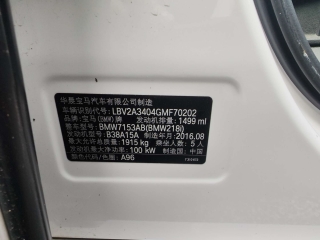 华晨宝马汽车有限公司制造
车辆识别代号: LBV2A3404GMF70202
品牌: 宝马(BMW)牌 发动机排量: 1499 ml
整车型号: BMW7153AB(BMW218i)
发动机型号: B38A15A 制造年月: 2016.08
最大允许总质量: 1915 kg 乘坐人数: 5 人
发动机最大净功率: 100 kW 制造国: 中国
颜色代码/色颜: A96